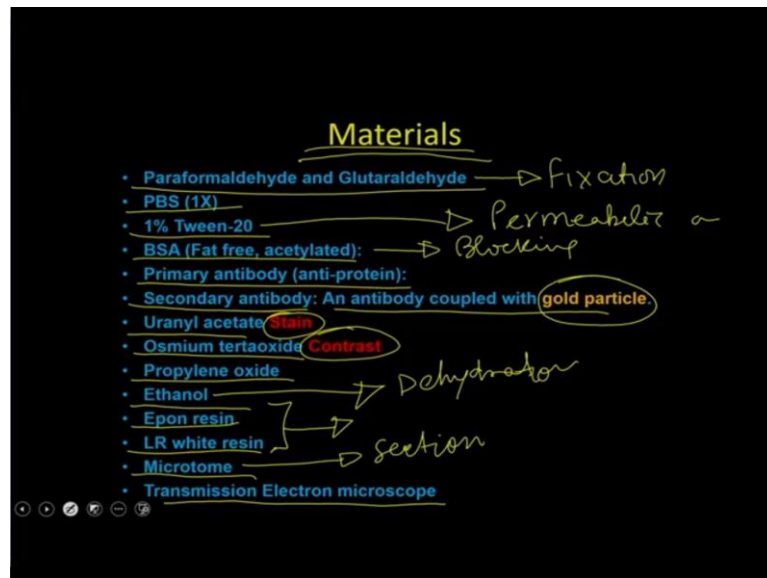 Materials
• Paraformaldehyde and Glutaraldehyde Fixation
• PBS (1X)
• 1% Tween-20 Permeabiliz a
• BSA (Fat free, acetylated): Blocking
• Primary antibody (anti-protein):
• Secondary antibody: An antibody coupled with gold particle.
• Uranyl acetate Stain
• Osmium tertaoxide Contrast
• Propylene oxide
• Ethanol Dehydration
• Epon resin
• LR white resin
• Microtome Section
• Transmission Electron microscope